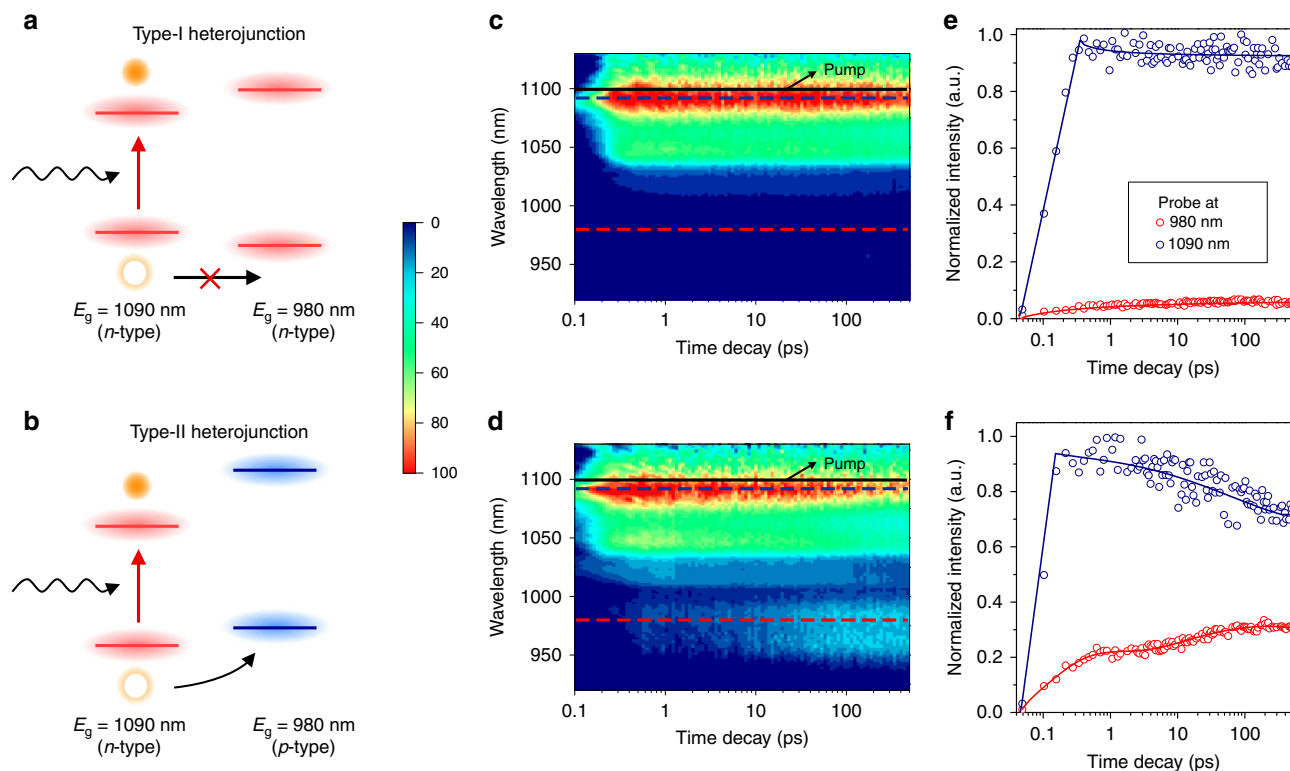 a
Type-I heterojunction
Eg = 1090 nm
(n-type)
Eg = 980 nm
(n-type)
b
Type-II heterojunction
Eg = 1090 nm
(n-type)
Eg = 980 nm
(p-type)
0
20
40
60
80
100
c
Pump
1100
1050
1000
950
Wavelength (nm)
0.1
1
10
100
Time decay (ps)
d
Pump
1100
1050
1000
950
Wavelength (nm)
0.1
1
10
100
Time decay (ps)
e
1.0
0.8
0.6
0.4
0.2
0.0
Normalized intensity (a.u.)
Probe at
980 nm
1090 nm
0.1
1
10
100
Time decay (ps)
f
1.0
0.8
0.6
0.4
0.2
0.0
Normalized intensity (a.u.)
0.1
1
10
100
Time decay (ps)